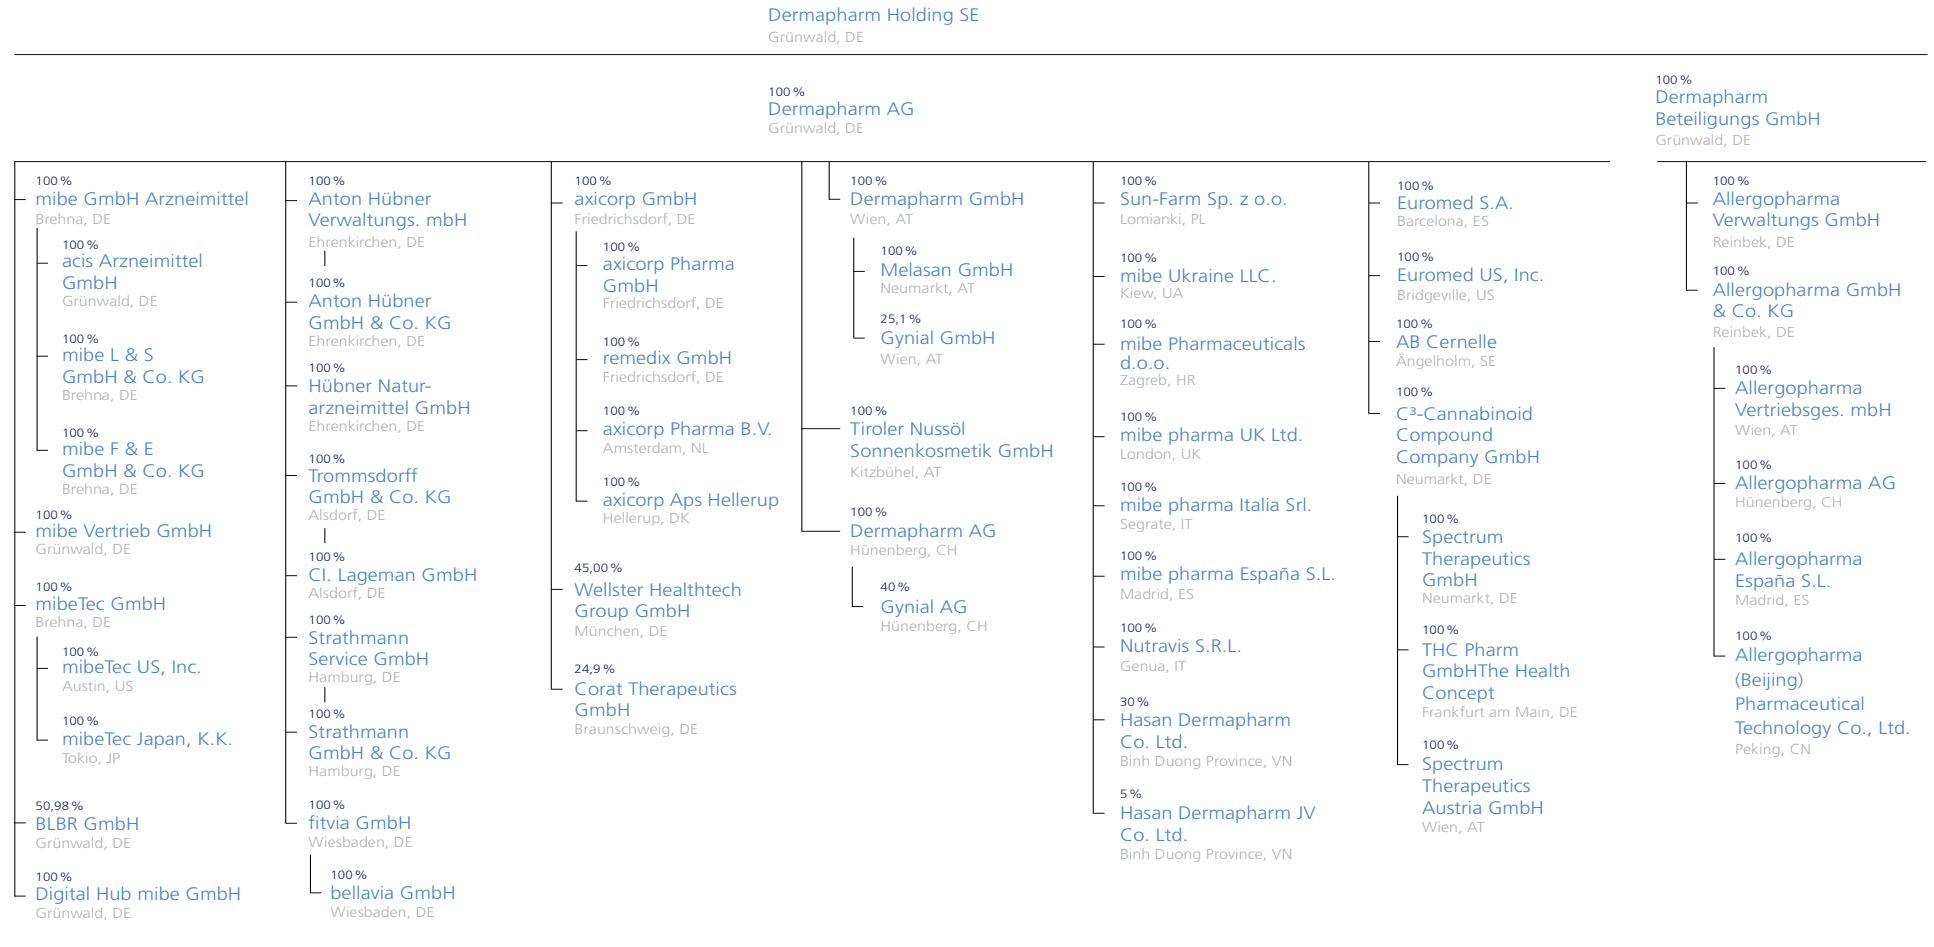 Dermapharm Holding SE
Grünwald, DE
100 %
Dermapharm AG
Grünwald, DE
100 %
Dermapharm
Beteiligungs GmbH
Grünwald, DE
100 %
mibe GmbH Arzneimittel
Brehna, DE
100 %
acis Arzneimittel
GmbH
Grünwald, DE
100 %
mibe L & S
GmbH & Co. KG
Brehna, DE
100 %
mibe F & E
GmbH & Co. KG
Brehna, DE
100 %
mibe Vertrieb GmbH
Grünwald, DE
100 %
mibeTec GmbH
Brehna, DE
100 %
mibeTec US, Inc.
Austin, US
100 %
mibeTec Japan, K.K.
Tokio, JP
50,98 %
BLBR GmbH
Grünwald, DE
100 %
Digital Hub mibe GmbH
Grünwald, DE
100 %
Anton Hübner
Verwaltungs. mbH
Ehrenkirchen, DE
100 %
Anton Hübner
GmbH & Co. KG
Ehrenkirchen, DE
100 %
Hübner Natur-
arzneimittel GmbH
Ehrenkirchen, DE
100 %
Trommsdorff
GmbH & Co. KG
Alsdorf, DE
100 %
CI. Lageman GmbH
Alsdorf, DE
100 %
Strathmann
Service GmbH
Hamburg, DE
100 %
Strathmann
GmbH & Co. KG
Hamburg, DE
100 %
fitvia GmbH
Wiesbaden, DE
100 %
bellavia GmbH
Wiesbaden, DE
100 %
axicorp GmbH
Friedrichsdorf, DE
100 %
axicorp Pharma
GmbH
Friedrichsdorf, DE
100 %
remedix GmbH
Friedrichsdorf, DE
100 %
axicorp Pharma B.V.
Amsterdam, NL
100 %
axicorp Aps Hellerup
Hellerup, DK
45,00 %
Wellster Healthtech
Group GmbH
München, DE
24,9 %
Corat Therapeutics
GmbH
Braunschweig, DE
100 %
Dermapharm GmbH
Wien, AT
100 %
Melasan GmbH
Neumarkt, AT
25,1 %
Gynial GmbH
Wien, AT
100 %
Tiroler Nussöl
Sonnenkosmetik GmbH
Kitzbühel, AT
100 %
Dermapharm AG
Hünenberg, CH
40 %
Gynial AG
Hünenberg, CH
100 %
Sun-Farm Sp. z o.o.
Lomianki, PL
100 %
mibe Ukraine LLC.
Kiew, UA
100 %
mibe Pharmaceuticals
d.o.o.
Zagreb, HR
100 %
mibe pharma UK Ltd.
London, UK
100 %
mibe pharma Italia Srl.
Segrate, IT
100 %
mibe pharma España S.L.
Madrid, ES
100 %
Nutravis S.R.L.
Genua, IT
30 %
Hasan Dermapharm
Co. Ltd.
Binh Duong Province, VN
5 %
Hasan Dermapharm JV
Co. Ltd.
Binh Duong Province, VN
100 %
Euromed S.A.
Barcelona, ES
100 %
Euromed US, Inc.
Bridgeville, US
100 %
AB Cernelle
Ängelholm, SE
100 %
C³-Cannabinoid
Compound
Company GmbH
Neumarkt, DE
100 %
Spectrum
Therapeutics
GmbH
Neumarkt, DE
100 %
THC Pharm
GmbHThe Health
Concept
Frankfurt am Main, DE
100 %
Spectrum
Therapeutics
Austria GmbH
Wien, AT
100 %
Allergopharma
Verwaltungs GmbH
Reinbek, DE
100 %
Allergopharma GmbH
& Co. KG
Reinbek, DE
100 %
Allergopharma
Vertriebsges. mbH
Wien, AT
100 %
Allergopharma AG
Hünenberg, CH
100 %
Allergopharma
España S.L.
Madrid, ES
100 %
Allergopharma
(Beijing)
Pharmaceutical
Technology Co., Ltd.
Peking, CN